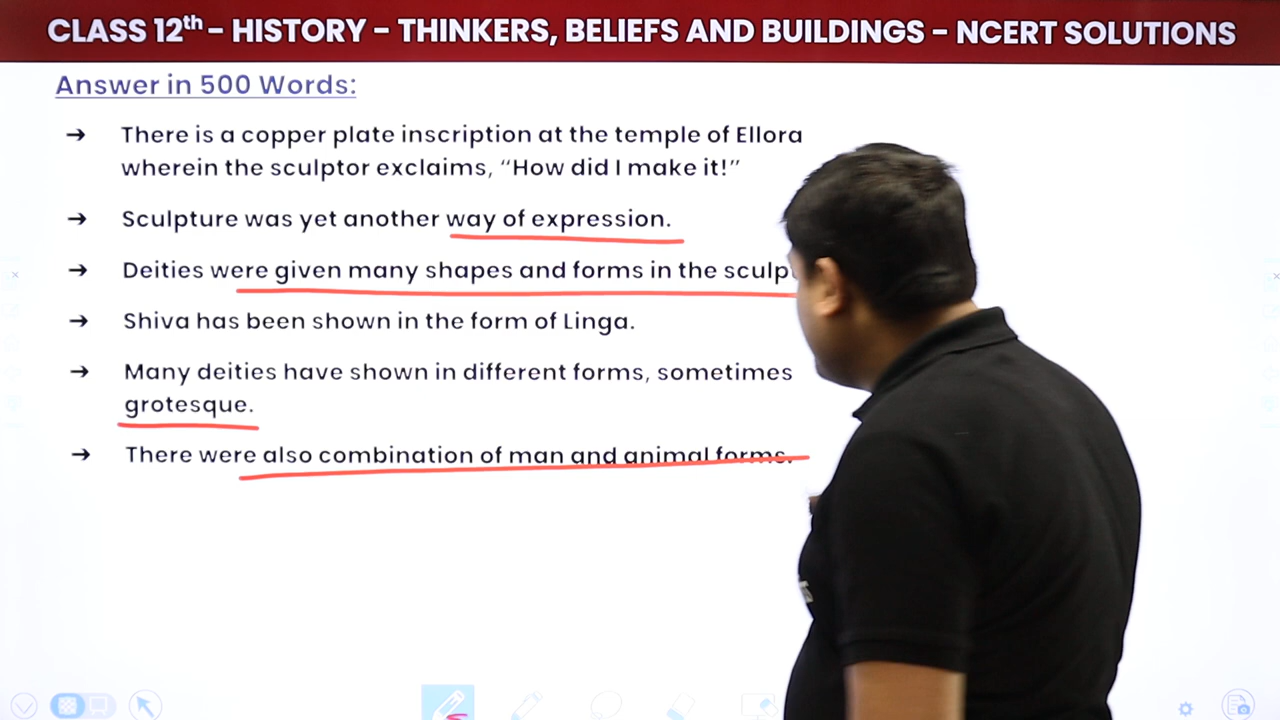 CLASS 12th – HISTORY – THINKERS, BELIEFS AND BUILDINGS – NCERT SOLUTIONS
Answer in 500 Words:
→ There is a copper plate inscription at the temple of Ellora
wherein the sculptor exclaims, “How did I make it!”
→ Sculpture was yet another way of expression.
→ Deities were given many shapes and forms in the
→ Shiva has been shown in the form of Linga.
→ Many deities have shown in different forms, sometimes
grotesque.
→ There were also combination of man and animal forms.